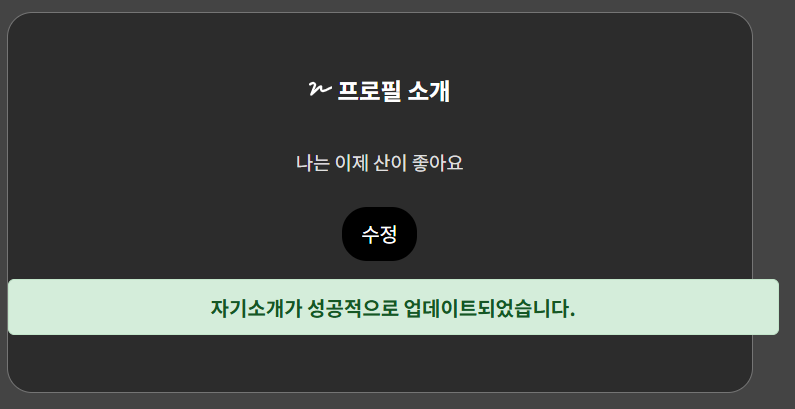 프로필 소개
나는 이제 산이 좋아요
수정
자기소개가 성공적으로 업데이트되었습니다.